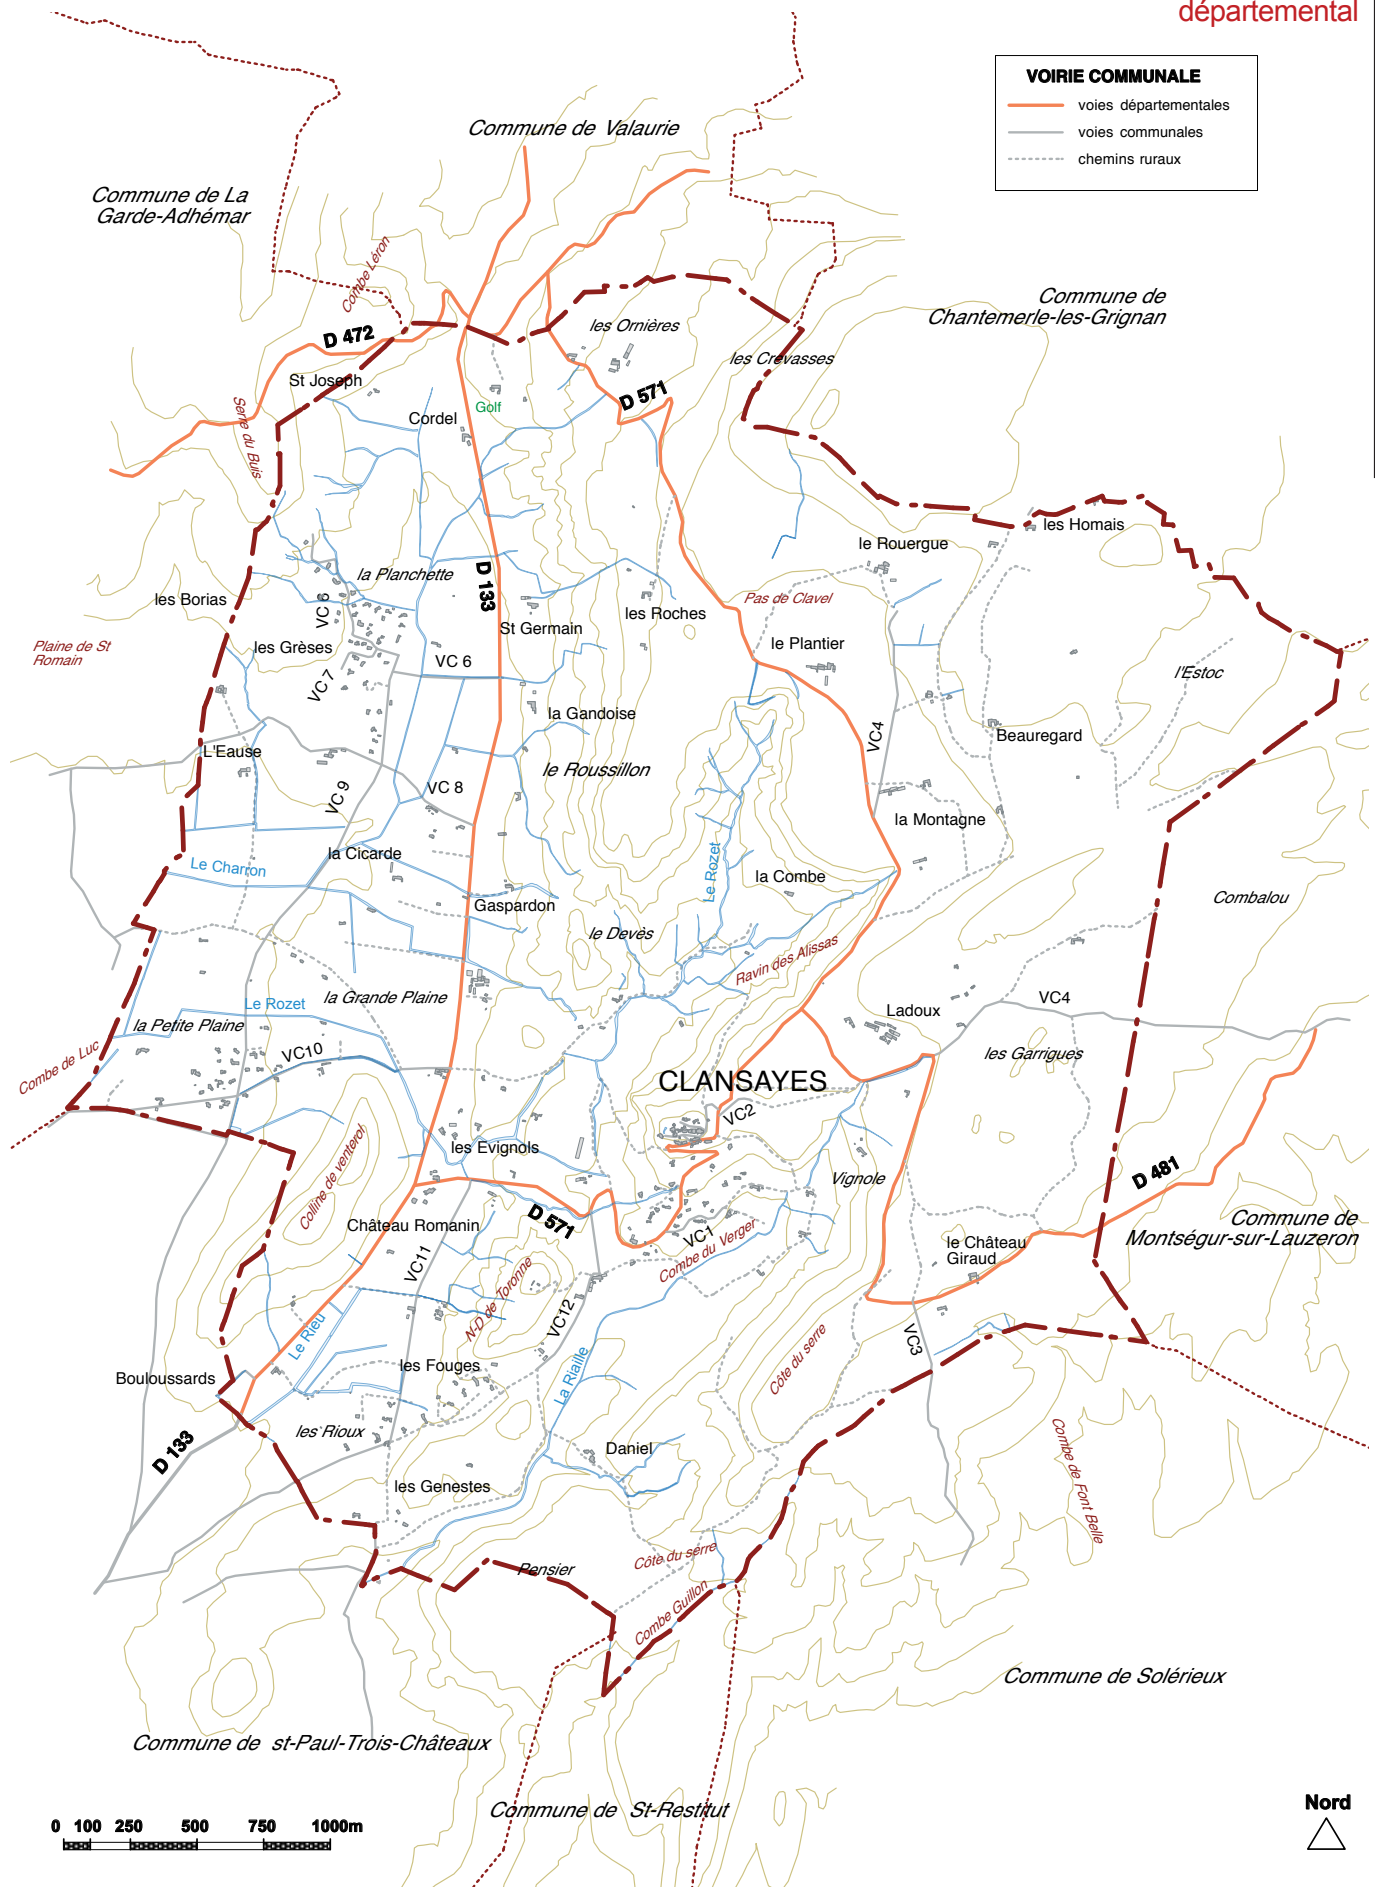 départemental
VOIRIE COMMUNALE
voies départementales
voies communales
chemins ruraux
Commune de Valaurie
Commune de La
Garde-Adhémar
Combe Léron
Commune de
Chantemerle-les-Grignan
les Ornières
D 472
les Crevasses
St Joseph
D 571
Golf
Cordel
Serre du Buis
les Homais
le Rouergue
la Planchette
D 133
les Borias
VC 6
Pas de Clavel
les Roches
St Germain
le Plantier
Plaine de St
Romain
les Grèses
VC 6
VC 7
l'Estoc
la Gandoise
VC4
Beauregard
L'Eause
le Roussillon
VC 8
VC 9
la Montagne
la Cicarde
Le Charron
Le Rozet
la Combe
Gaspardon
Combalou
le Devès
Ravin des Alissas
la Grande Plaine
Le Rozet
VC4
Ladoux
la Petite Plaine
VC10
les Garrigues
Combe de Luc
CLANSAYES
VC2
les Evignols
Colline de venterol
Vignole
D 481
Château Romanin
D 571
VC1
Commune de
Montségur-sur-Lauzeron
le Château
Giraud
Combe du Verger
VC11
N-D de Toronne
VC12
Le Rieu
VC3
les Fouges
Bouloussards
La Riaille
Côte du serre
les Rioux
D 133
Daniel
Combe de Font Belle
les Genestes
Côte du serre
Pensier
Combe Guillon
Commune de Solérieux
Commune de st-Paul-Trois-Châteaux
Commune de St-Restitut
Nord
0 100 250 500 750 1000m